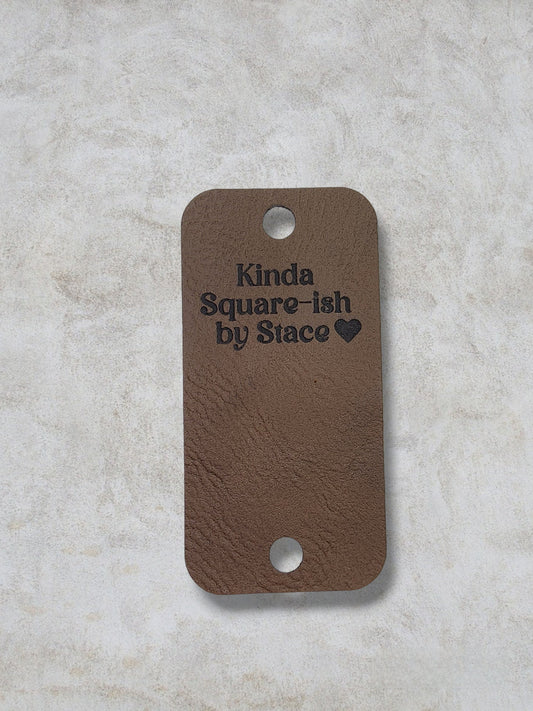 Kinda
Square-ish
by Stace♥